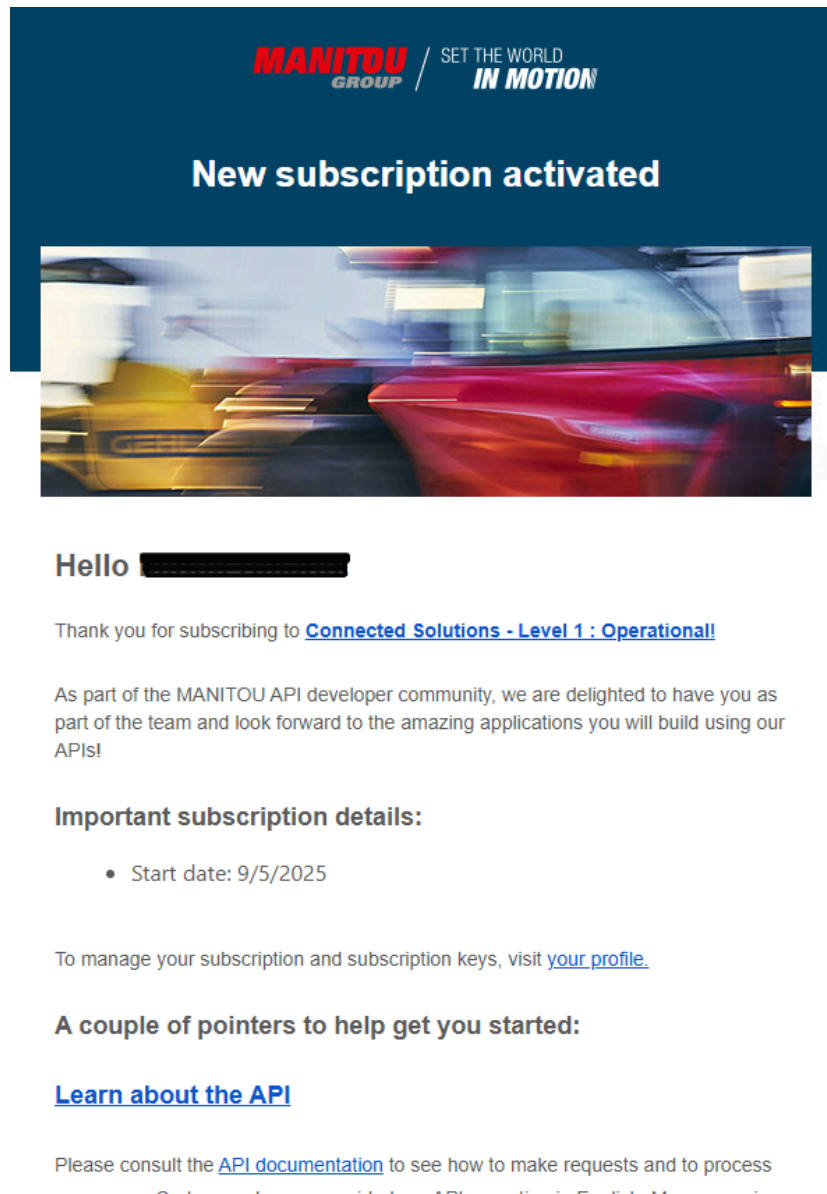 MANITOU
GROUP
SET THE WORLD
IN MOTION
New subscription activated
GEHL
Hello
Thank you for subscribing to Connected Solutions - Level 1 : Operational!
As part of the MANITOU API developer community, we are delighted to have you as
part of the team and look forward to the amazing applications you will build using our
APIs!
Important subscription details:
• Start date: 9/5/2025
To manage your subscription and subscription keys, visit your profile.
A couple of pointers to help get you started:
Learn about the API
Please consult the API documentation to see how to make requests and to process